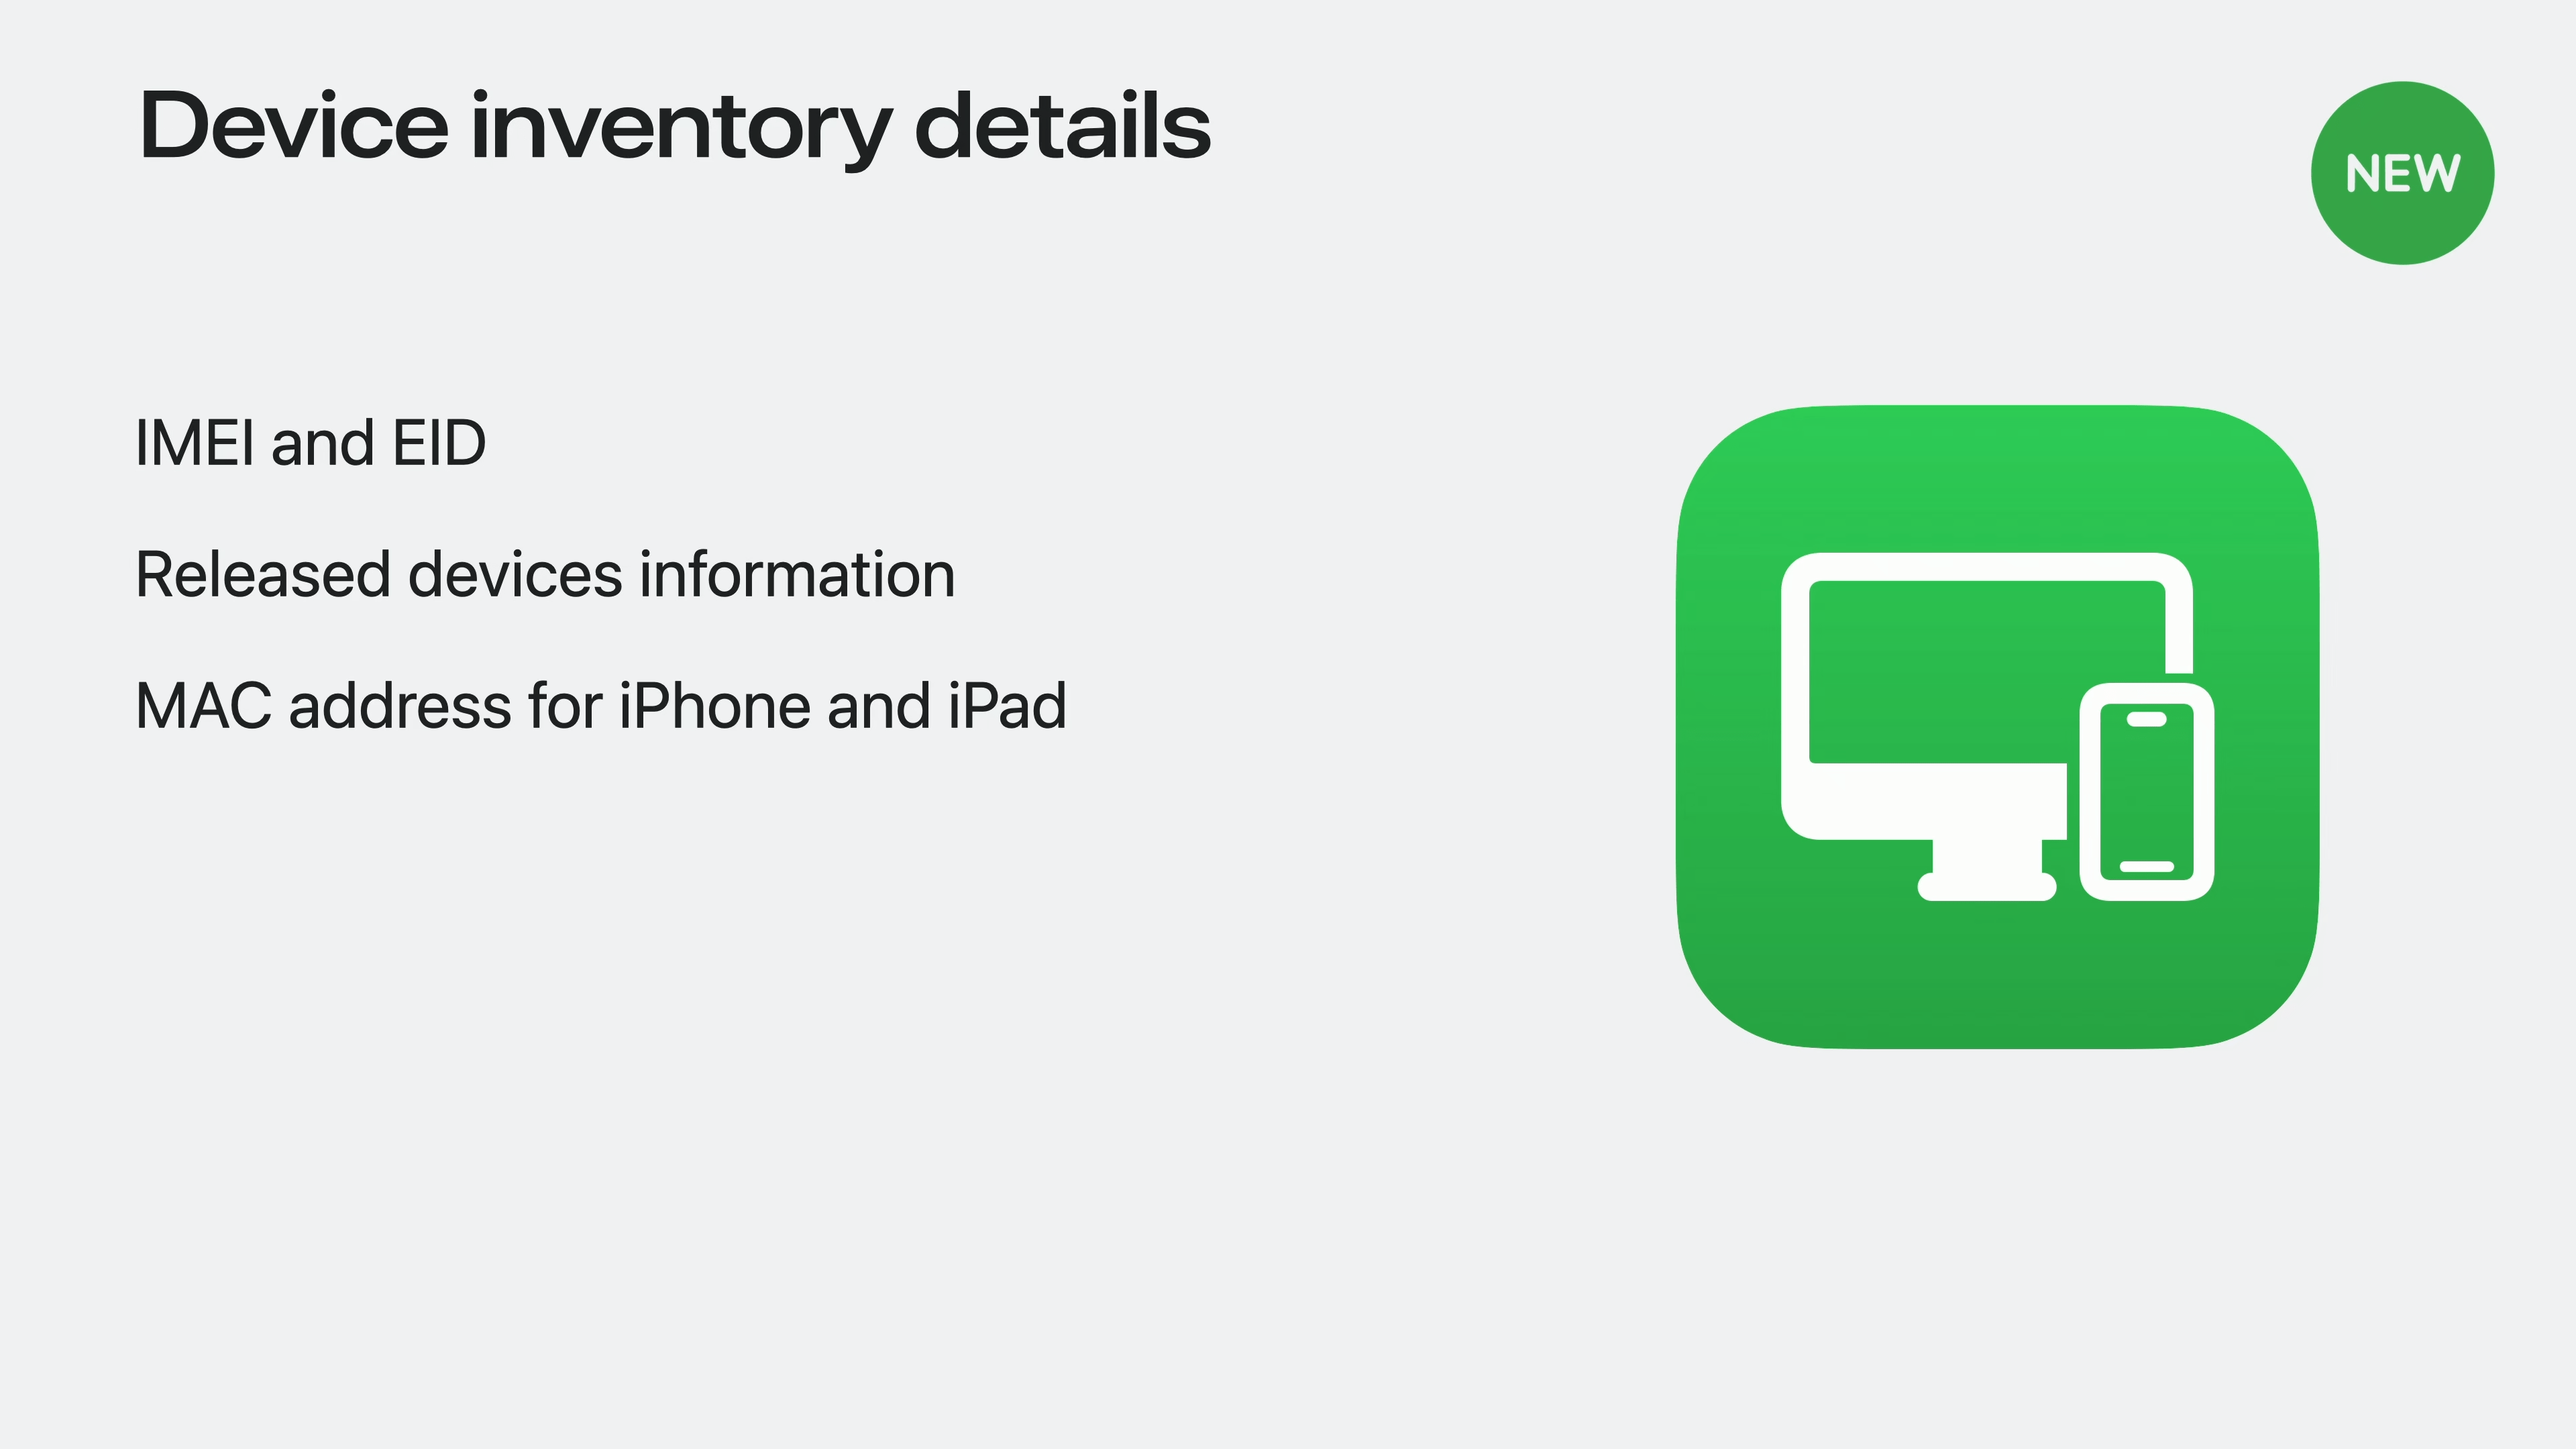 Device inventory details
NEW
IMEI and EID
Released devices information
MAC address for iPhone and iPad